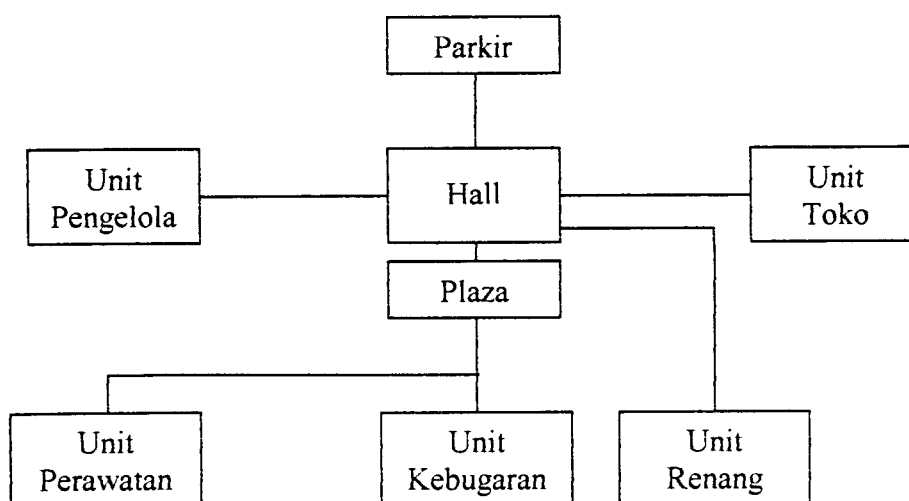 Parkir
Unit
Pengelola
Hall
Unit
Toko
Plaza
Unit
Perawatan
Unit
Kebugaran
Unit
Renang